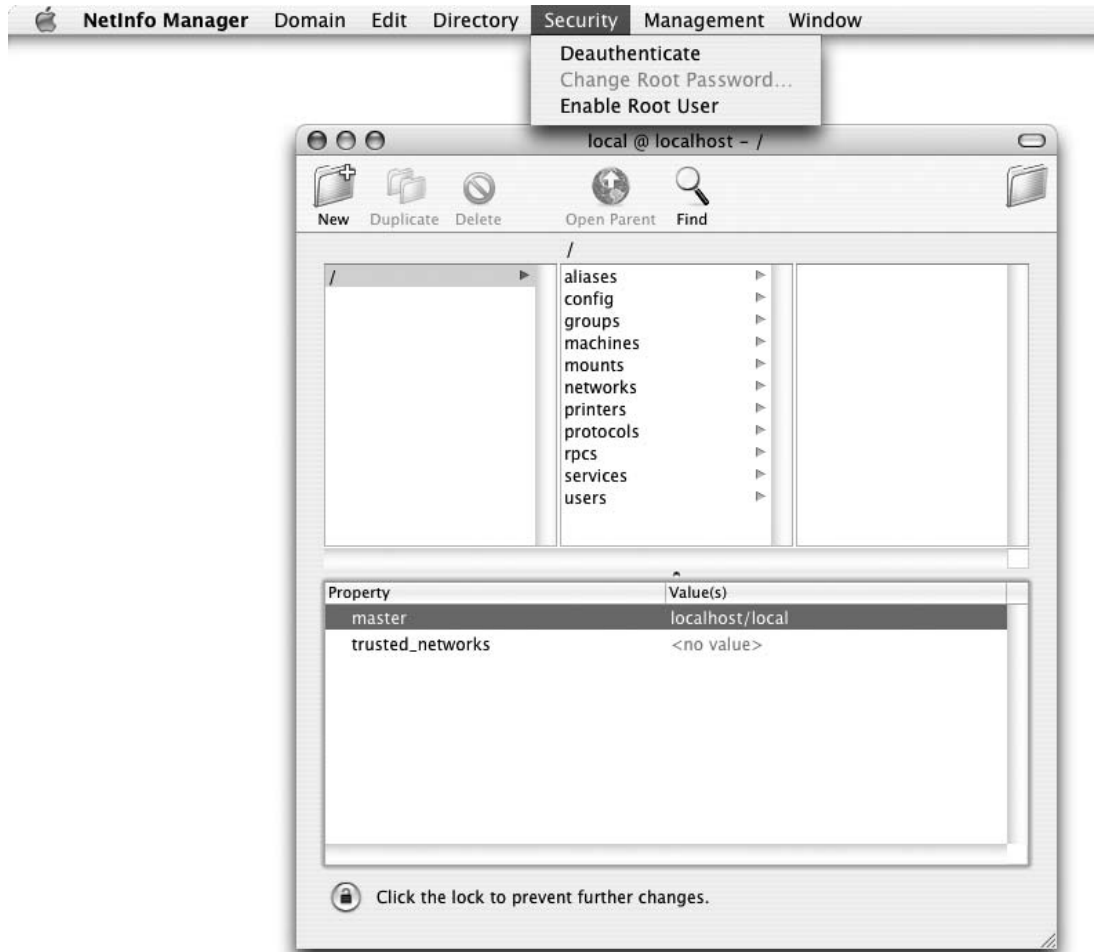 NetInfo Manager Domain Edit Directory Security Management Window
Deauthenticate
Change Root Password...
Enable Root User
local @ localhost – /
New Duplicate Delete Open Parent Find
/
/
aliases
config
groups
machines
mounts
networks
printers
protocols
rpcs
services
users
Property Value(s)
master localhost/local
trusted_networks <no value>
Click the lock to prevent further changes.